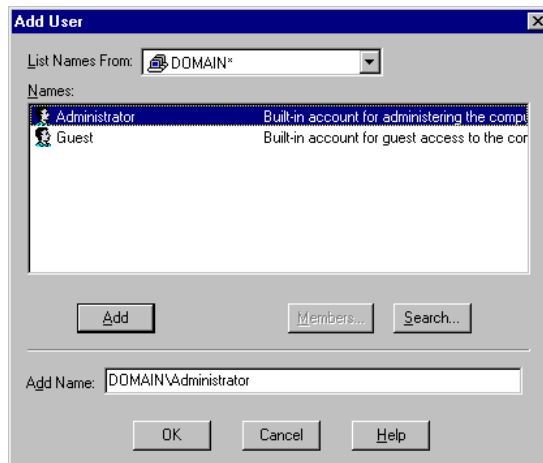 Add User
List Names From: DOMAIN*
Names:
Administrator Built-in account for administering the compu
Guest Built-in account for guest access to the cor
Add Members... Search...
Add Name: DOMAIN\Administrator
OK Cancel Help